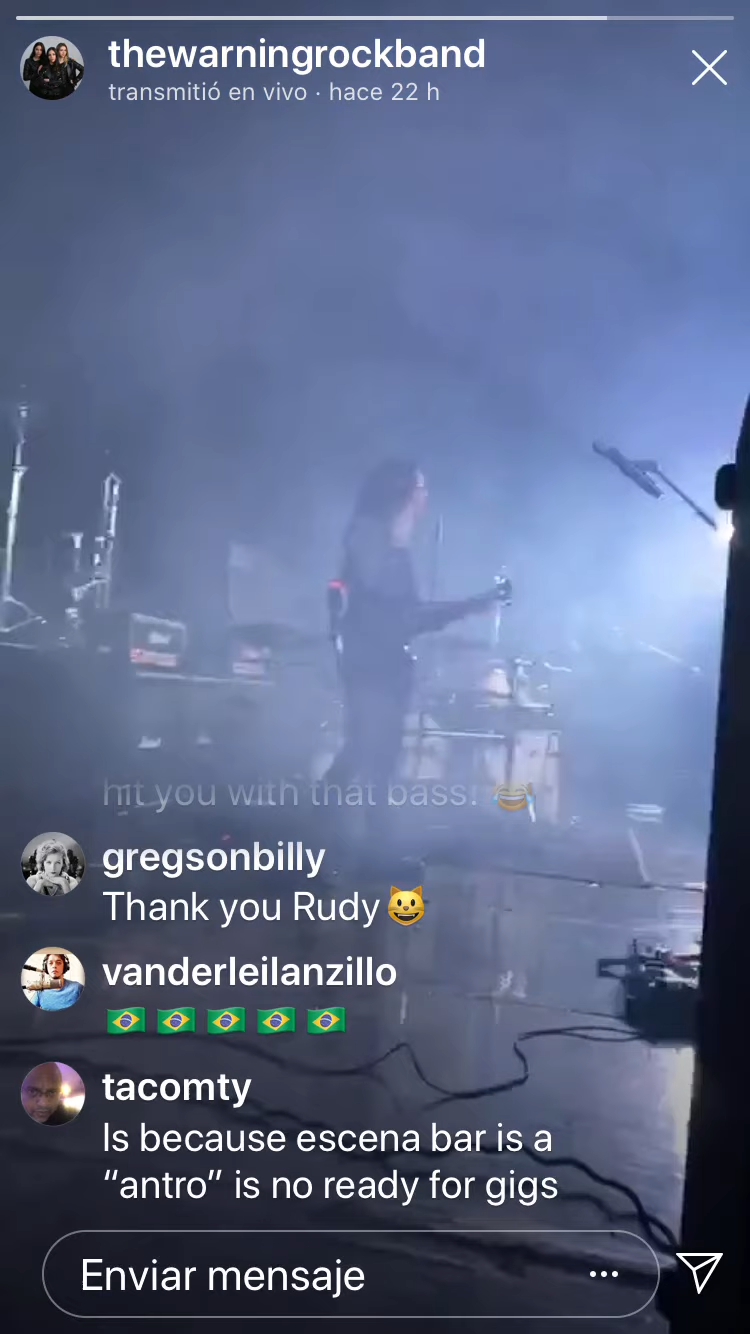 thewarningrockband
transmitió en vivo · hace 22 h
hit you with that bass! 😂
gregsonbilly
Thank you Rudy😺
vanderleilanzillo
🇧🇷 🇧🇷 🇧🇷 🇧🇷 🇧🇷
tacomty
Is because escena bar is a
“antro” is no ready for gigs
Enviar mensaje